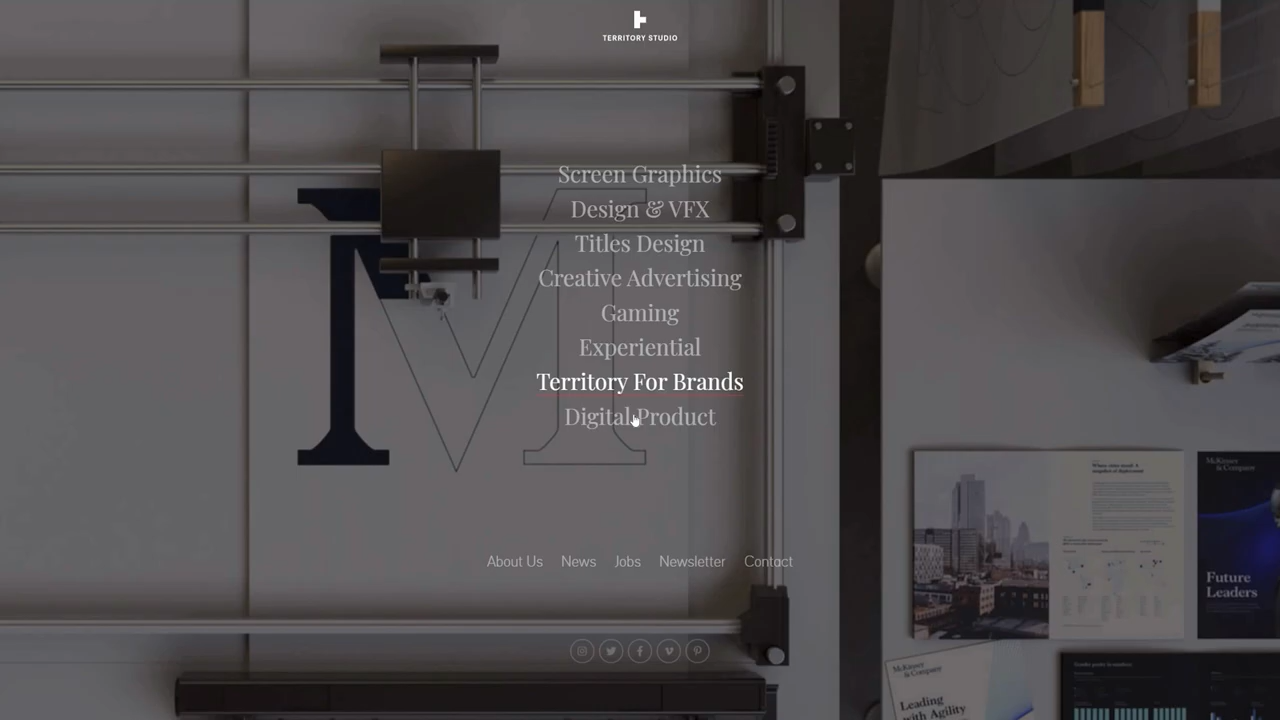 TERRITORY STUDIO
Screen Graphics
Design & VFX
Titles Design
Creative Advertising
Gaming
Experiential
Territory For Brands
Digital Product
About Us News Jobs Newsletter Contact
McKinsey
& Company
Future
Leaders
McKinsey
& Company
Leading
with Agility